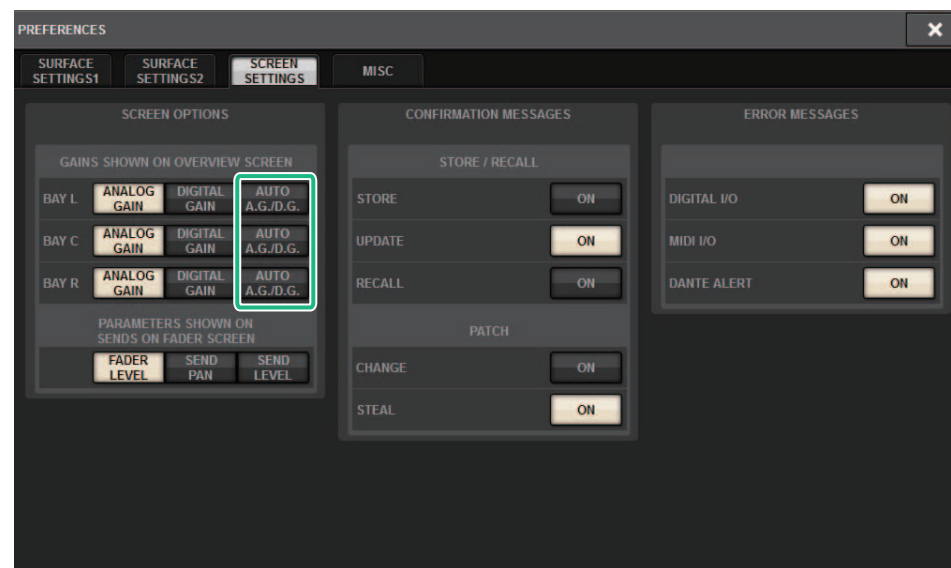 PREFERENCES
SURFACE SETTINGS1
SURFACE SETTINGS2
SCREEN SETTINGS
MISC
SCREEN OPTIONS
GAINS SHOWN ON OVERVIEW SCREEN
BAY L ANALOG GAIN DIGITAL GAIN AUTO A.G./D.G.
BAY C ANALOG GAIN DIGITAL GAIN AUTO A.G./D.G.
BAY R ANALOG GAIN DIGITAL GAIN AUTO A.G./D.G.
PARAMETERS SHOWN ON
SENDS ON FADER SCREEN
FADER LEVEL SEND PAN SEND LEVEL
CONFIRMATION MESSAGES
STORE / RECALL
STORE ON
UPDATE ON
RECALL ON
PATCH
CHANGE ON
STEAL ON
ERROR MESSAGES
DIGITAL I/O ON
MIDI I/O ON
DANTE ALERT ON